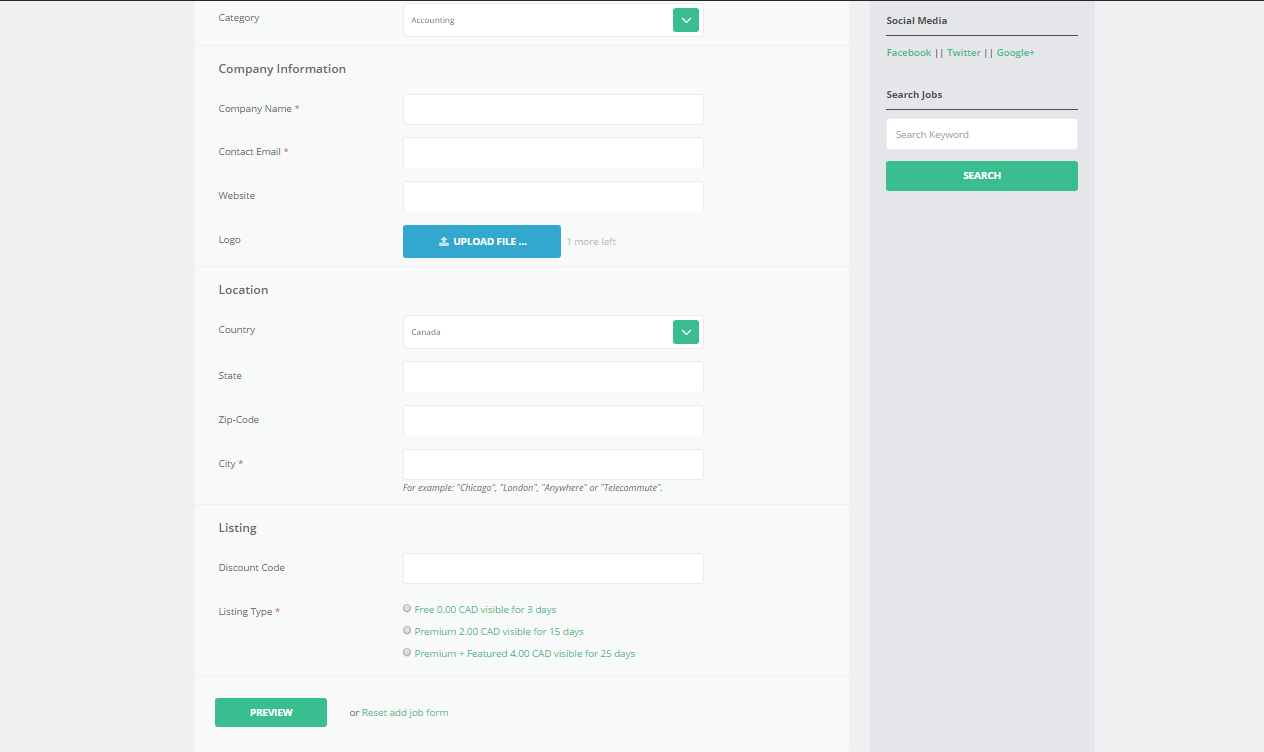 Category
Accounting
Company Information
Company Name *
Contact Email *
Website
Logo
UPLOAD FILE ...
1 more left
Location
Country
Canada
State
Zip-Code
City *
For example: "Chicago", "London", "Anywhere" or "Telecommute".
Listing
Discount Code
Listing Type *
Free 0.00 CAD visible for 3 days
Premium 2.00 CAD visible for 15 days
Premium + Featured 4.00 CAD visible for 25 days
PREVIEW
or Reset add job form
Social Media
Facebook || Twitter || Google+
Search Jobs
Search Keyword
SEARCH